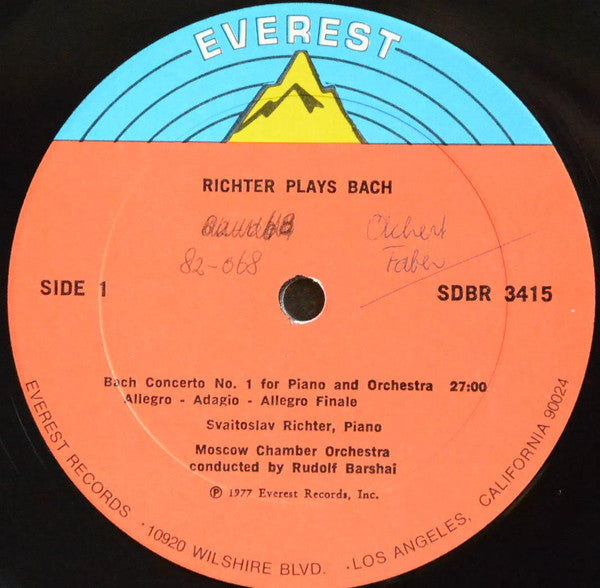 EVEREST
RICHTER PLAYS BACH
82-068
Faber
SIDE 1
SDBR 3415
Bach Concerto No. 1 for Piano and Orchestra 27:00
Allegro - Adagio - Allegro Finale
Svaitoslav Richter, Piano
Moscow Chamber Orchestra
conducted by Rudolf Barshai
℗ 1977 Everest Records, Inc.
EVEREST RECORDS · 10920 WILSHIRE BLVD. · LOS ANGELES, CALIFORNIA 90024